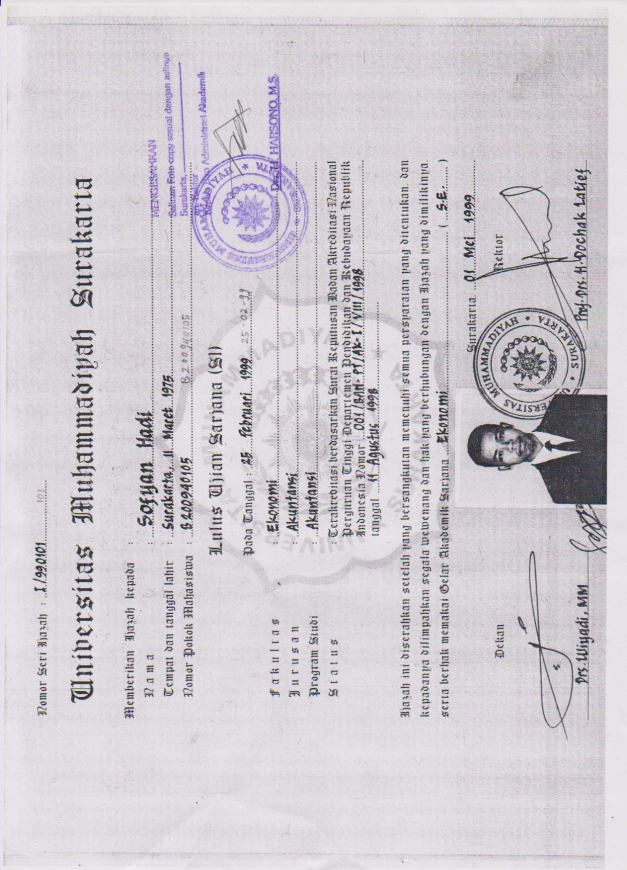 Nomor Seri Ijazah : I/990101
Universitas Muhammadiyah Surakarta
Memberikan Ijazah kepada :
Nama : Sofyan Hadi
Tempat dan tanggal lahir : Surakarta, 11 Maret 1975
Nomor Pokok Mahasiswa : B 200940105 B200940105
MENGESAHKAN
Salinan Foto copy sesuai dengan aslinya
Surakarta,
Administrasi Akademik
Drs. H. HARSONO, M.S.
Lulus Ujian Sarjana (S1)
Pada Tanggal : 25 Februari 1999 25-02-99
Fakultas : Ekonomi
Jurusan : Akuntansi
Program Studi : Akuntansi
Status : Terakreditasi berdasarkan Surat Keputusan Badan Akreditasi Nasional
Perguruan Tinggi Departemen Pendidikan dan Kebudayaan Republik
Indonesia Nomor : 001/BAN-PT/AK-I/VIII/1998
tanggal 11 Agustus 1998
Ijazah ini diserahkan setelah yang bersangkutan memenuhi semua persyaratan yang ditentukan, dan
kepadanya dilimpahkan segala wewenang dan hak yang berhubungan dengan Ijazah yang dimilikinya,
serta berhak memakai Gelar Akademik Sarjana Ekonomi ( S.E. )
Surakarta, 01 Mei 1999
Dekan
Rektor
UNIVERSITAS MUHAMMADIYAH ★ SURAKARTA ★
Drs. Wiyadi, MM
Prof. Drs. H. Dochak Latief